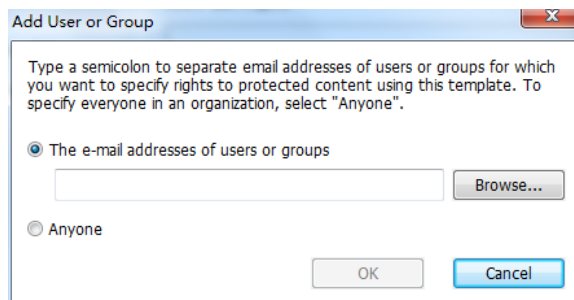 Add User or Group
Type a semicolon to separate email addresses of users or groups for which
you want to specify rights to protected content using this template. To
specify everyone in an organization, select "Anyone".
The e-mail addresses of users or groups
Browse...
Anyone
OK
Cancel